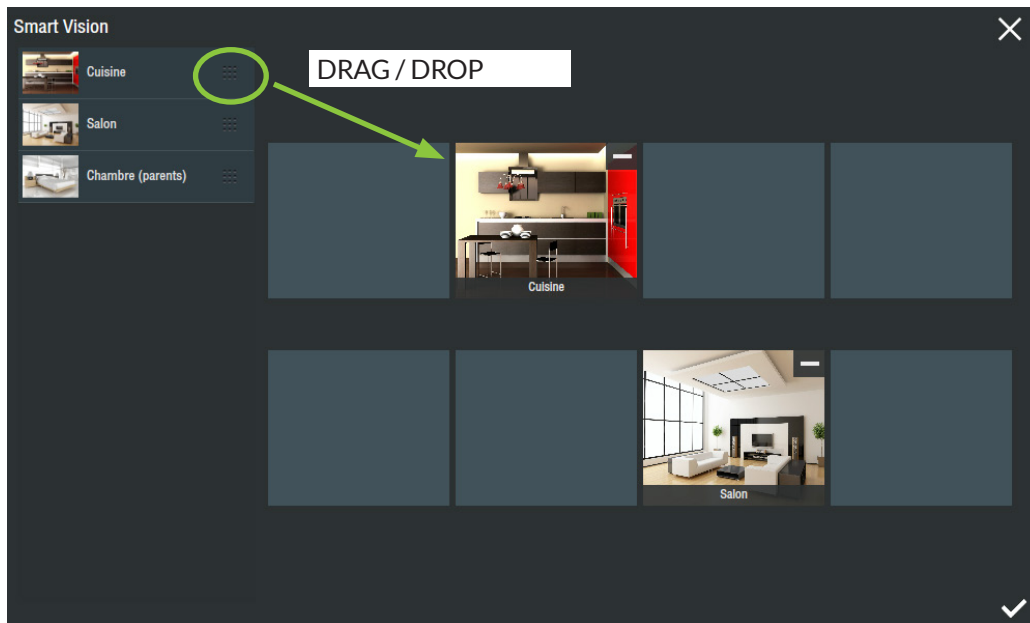 Smart Vision
Cuisine
DRAG / DROP
Salon
Chambre (parents)
Cuisine
Salon